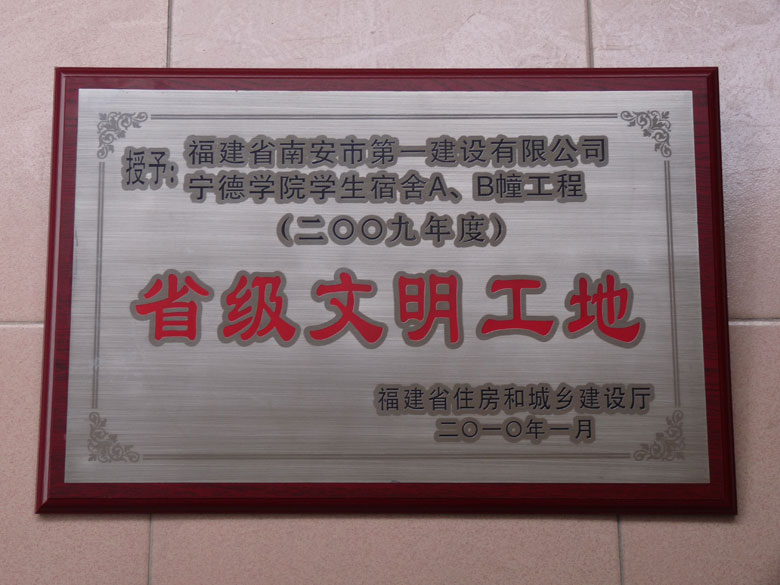 授予：福建省南安市第一建设有限公司
宁德学院学生宿舍A、B幢工程
（二〇〇九年度）
省级文明工地
福建省住房和城乡建设厅
二〇一〇年一月